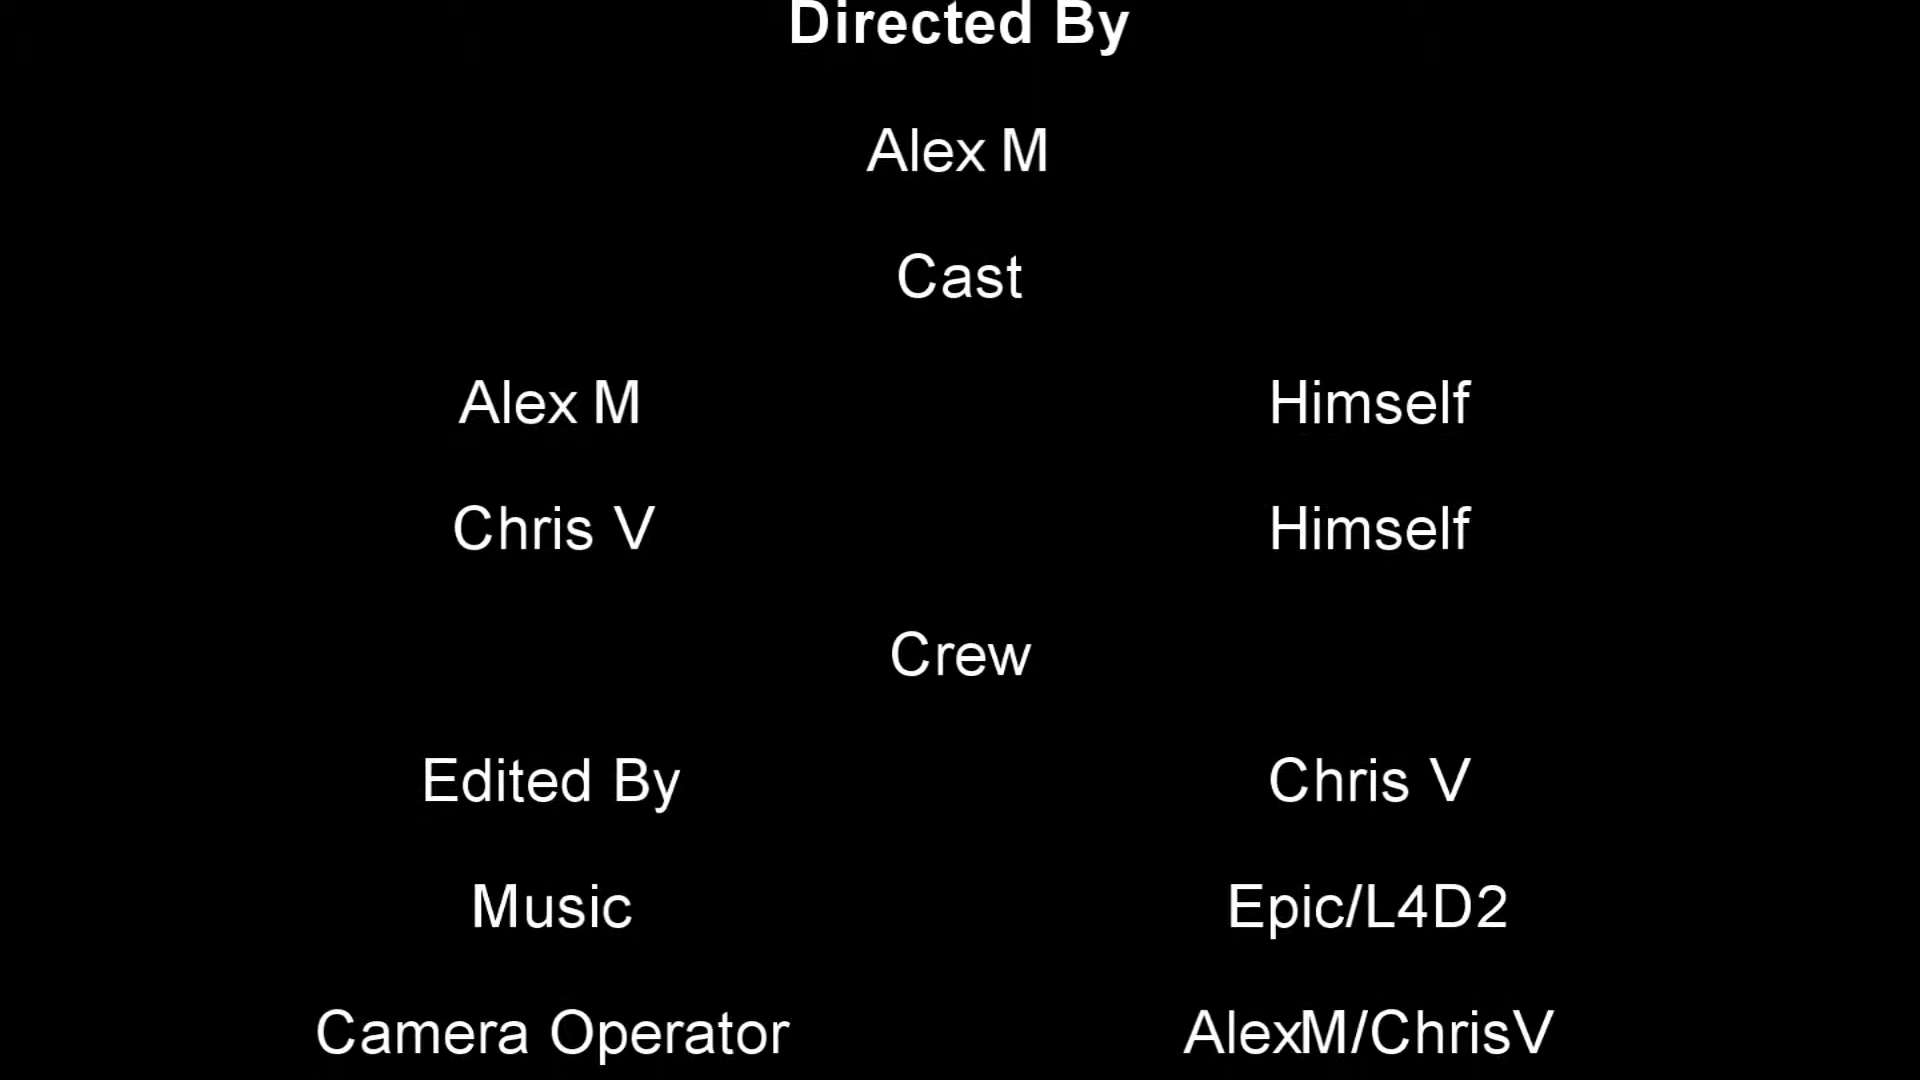 Directed By
Alex M
Cast
Alex M Himself
Chris V Himself
Crew
Edited By Chris V
Music Epic/L4D2
Camera Operator AlexM/ChrisV